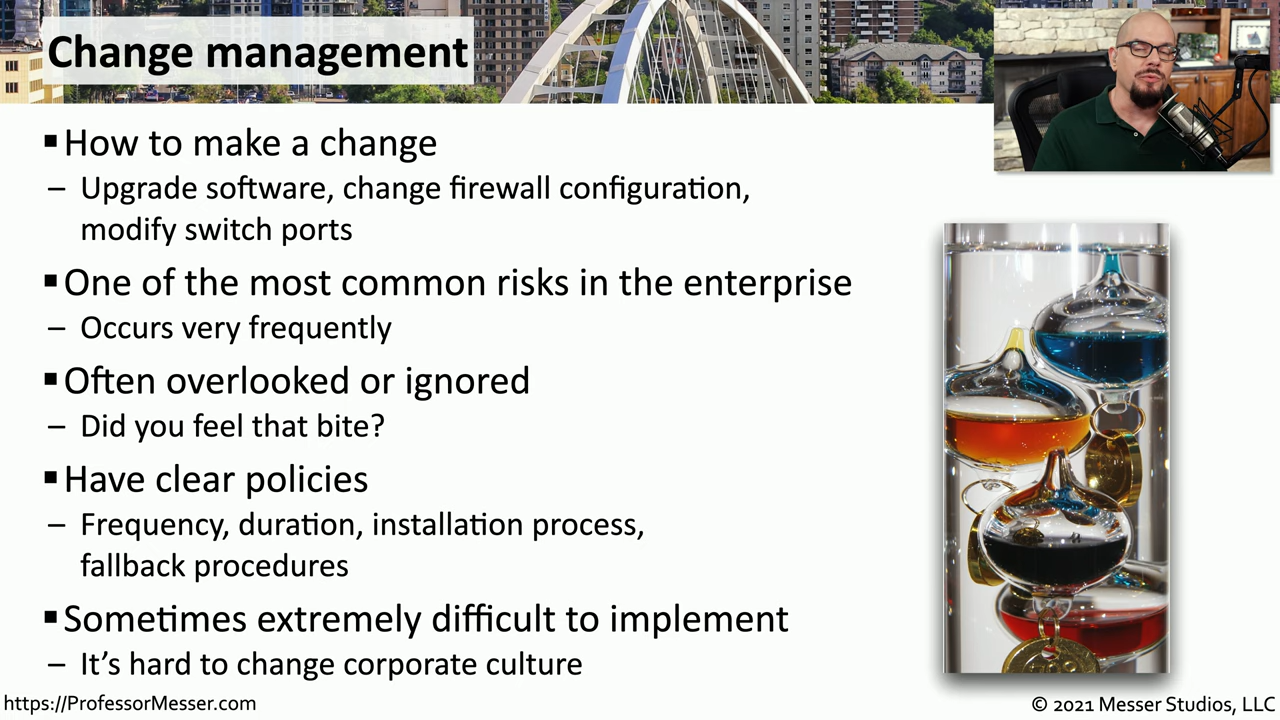 Change management
▪How to make a change
– Upgrade software, change firewall configuration,
modify switch ports
▪One of the most common risks in the enterprise
– Occurs very frequently
▪Often overlooked or ignored
– Did you feel that bite?
▪Have clear policies
– Frequency, duration, installation process,
fallback procedures
▪Sometimes extremely difficult to implement
– It’s hard to change corporate culture
https://ProfessorMesser.com
© 2021 Messer Studios, LLC